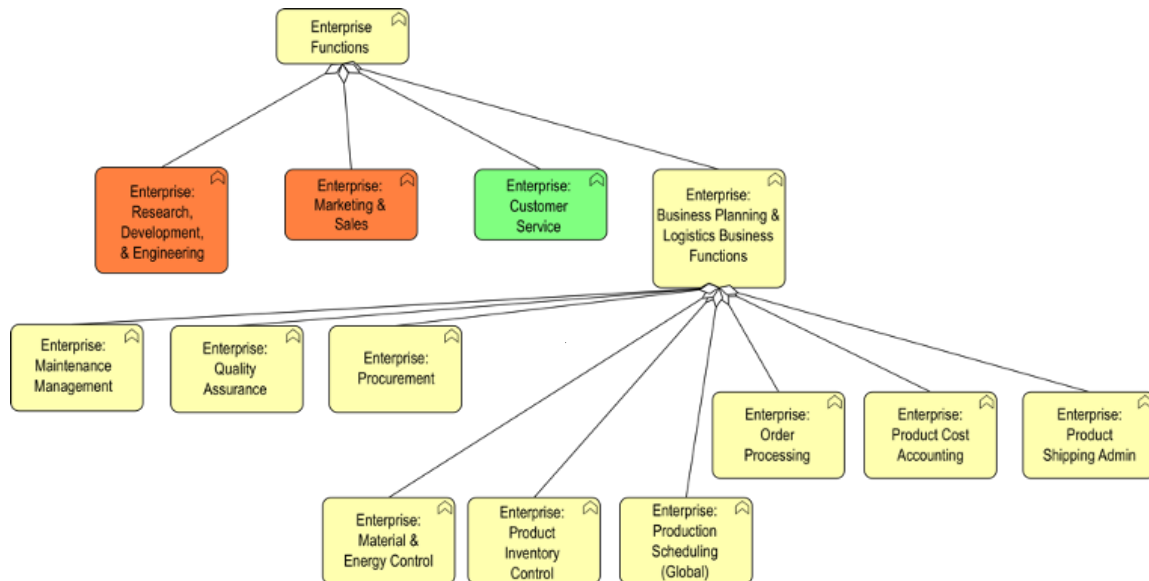 Enterprise
Functions
Enterprise:
Research,
Development,
& Engineering
Enterprise:
Marketing &
Sales
Enterprise:
Customer
Service
Enterprise:
Business Planning &
Logistics Business
Functions
Enterprise:
Maintenance
Management
Enterprise:
Quality
Assurance
Enterprise:
Procurement
Enterprise:
Order
Processing
Enterprise:
Product Cost
Accounting
Enterprise:
Product
Shipping Admin
Enterprise:
Material &
Energy Control
Enterprise:
Product
Inventory
Control
Enterprise:
Production
Scheduling
(Global)